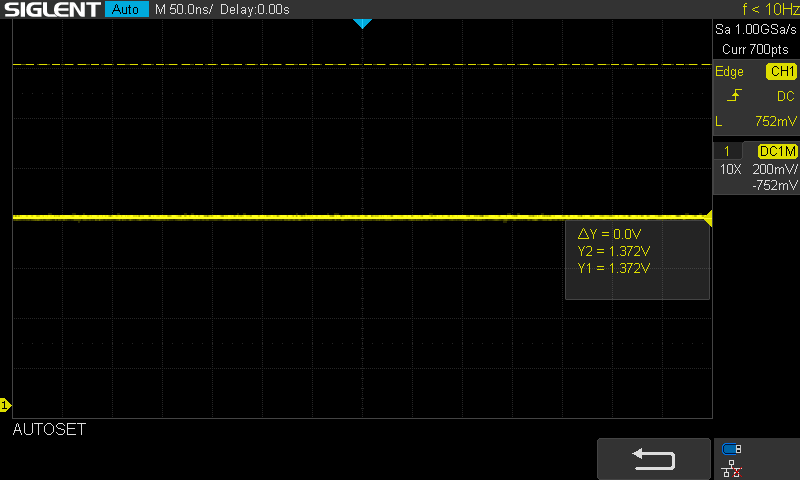 SIGLENT Auto M 50.0ns/ Delay:0.00s f < 10Hz
Sa 1.00GSa/s
Curr 700pts
Edge CH1
DC
L 752mV
1 DC1M
10X 200mV/
-752mV
△Y = 0.0V
Y2 = 1.372V
Y1 = 1.372V
1
AUTOSET